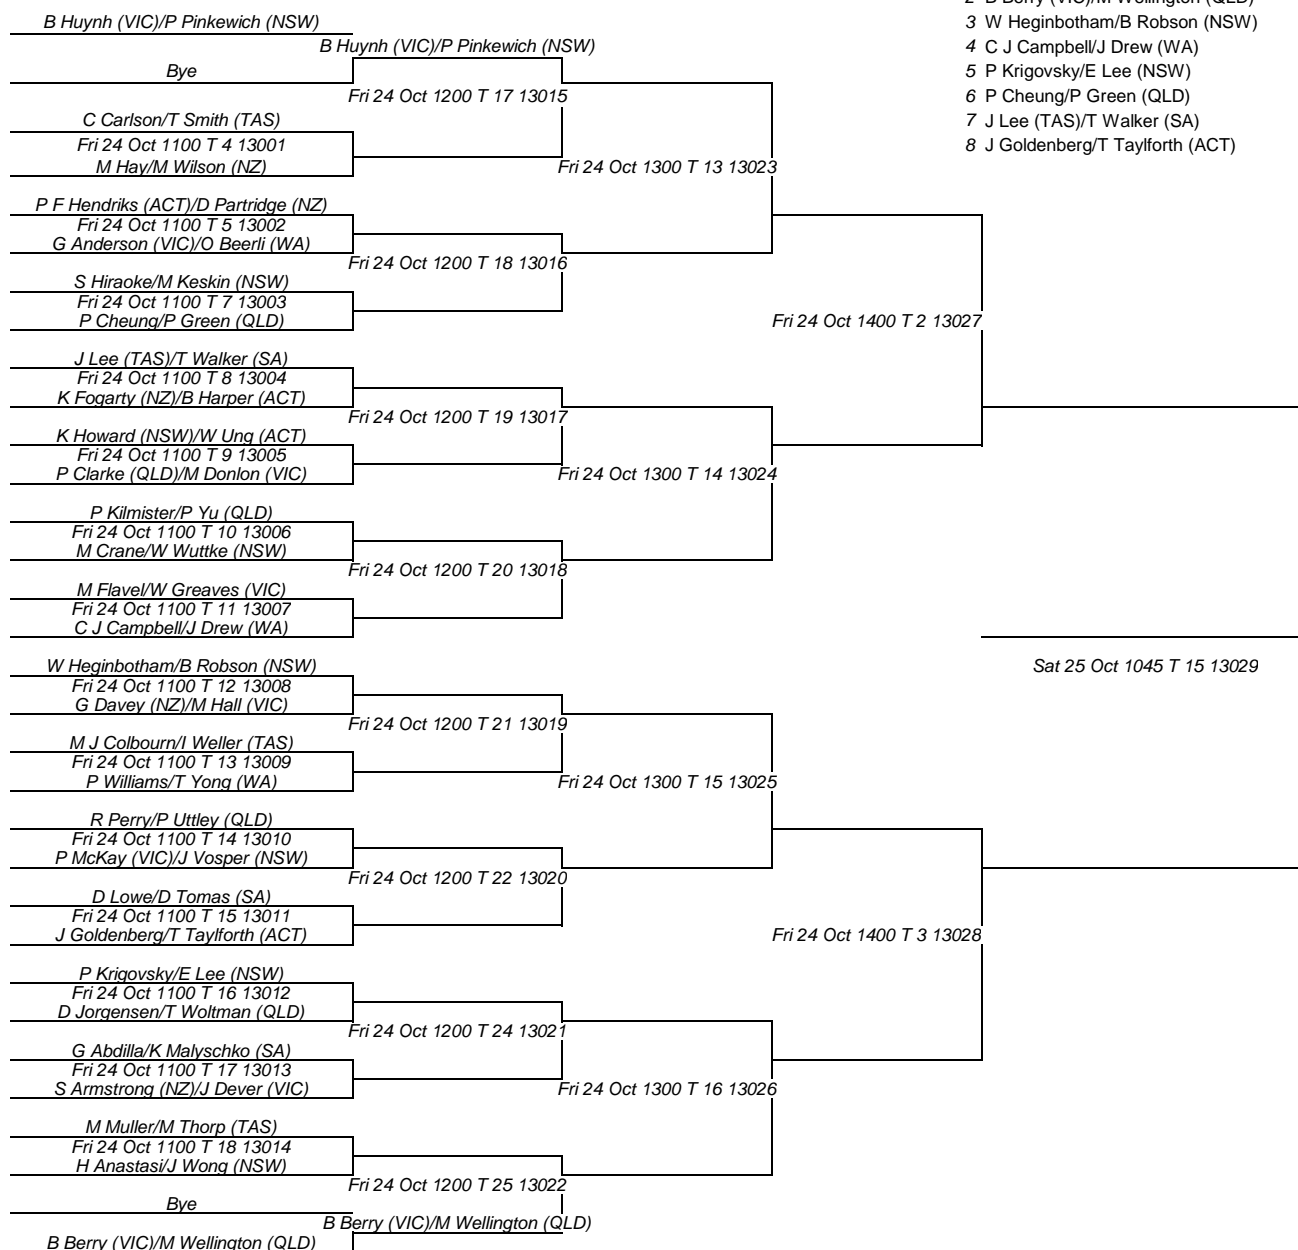 2 B Berry (VIC)/M Wellington (QLD)
3 W Heginbotham/B Robson (NSW)
4 C J Campbell/J Drew (WA)
5 P Krigovsky/E Lee (NSW)
6 P Cheung/P Green (QLD)
7 J Lee (TAS)/T Walker (SA)
8 J Goldenberg/T Taylforth (ACT)
B Huynh (VIC)/P Pinkewich (NSW)
B Huynh (VIC)/P Pinkewich (NSW)
Bye
Fri 24 Oct 1200 T 17 13015
C Carlson/T Smith (TAS)
Fri 24 Oct 1100 T 4 13001
M Hay/M Wilson (NZ)
Fri 24 Oct 1300 T 13 13023
P F Hendriks (ACT)/D Partridge (NZ)
Fri 24 Oct 1100 T 5 13002
G Anderson (VIC)/O Beerli (WA)
Fri 24 Oct 1200 T 18 13016
S Hiraoke/M Keskin (NSW)
Fri 24 Oct 1100 T 7 13003
P Cheung/P Green (QLD)
Fri 24 Oct 1400 T 2 13027
J Lee (TAS)/T Walker (SA)
Fri 24 Oct 1100 T 8 13004
K Fogarty (NZ)/B Harper (ACT)
Fri 24 Oct 1200 T 19 13017
K Howard (NSW)/W Ung (ACT)
Fri 24 Oct 1100 T 9 13005
P Clarke (QLD)/M Donlon (VIC)
Fri 24 Oct 1300 T 14 13024
P Kilmister/P Yu (QLD)
Fri 24 Oct 1100 T 10 13006
M Crane/W Wuttke (NSW)
Fri 24 Oct 1200 T 20 13018
M Flavel/W Greaves (VIC)
Fri 24 Oct 1100 T 11 13007
C J Campbell/J Drew (WA)
W Heginbotham/B Robson (NSW)
Sat 25 Oct 1045 T 15 13029
Fri 24 Oct 1100 T 12 13008
G Davey (NZ)/M Hall (VIC)
Fri 24 Oct 1200 T 21 13019
M J Colbourn/I Weller (TAS)
Fri 24 Oct 1100 T 13 13009
P Williams/T Yong (WA)
Fri 24 Oct 1300 T 15 13025
R Perry/P Uttley (QLD)
Fri 24 Oct 1100 T 14 13010
P McKay (VIC)/J Vosper (NSW)
Fri 24 Oct 1200 T 22 13020
D Lowe/D Tomas (SA)
Fri 24 Oct 1100 T 15 13011
J Goldenberg/T Taylforth (ACT)
Fri 24 Oct 1400 T 3 13028
P Krigovsky/E Lee (NSW)
Fri 24 Oct 1100 T 16 13012
D Jorgensen/T Woltman (QLD)
Fri 24 Oct 1200 T 24 13021
G Abdilla/K Malyschko (SA)
Fri 24 Oct 1100 T 17 13013
S Armstrong (NZ)/J Dever (VIC)
Fri 24 Oct 1300 T 16 13026
M Muller/M Thorp (TAS)
Fri 24 Oct 1100 T 18 13014
H Anastasi/J Wong (NSW)
Fri 24 Oct 1200 T 25 13022
Bye
B Berry (VIC)/M Wellington (QLD)
B Berry (VIC)/M Wellington (QLD)